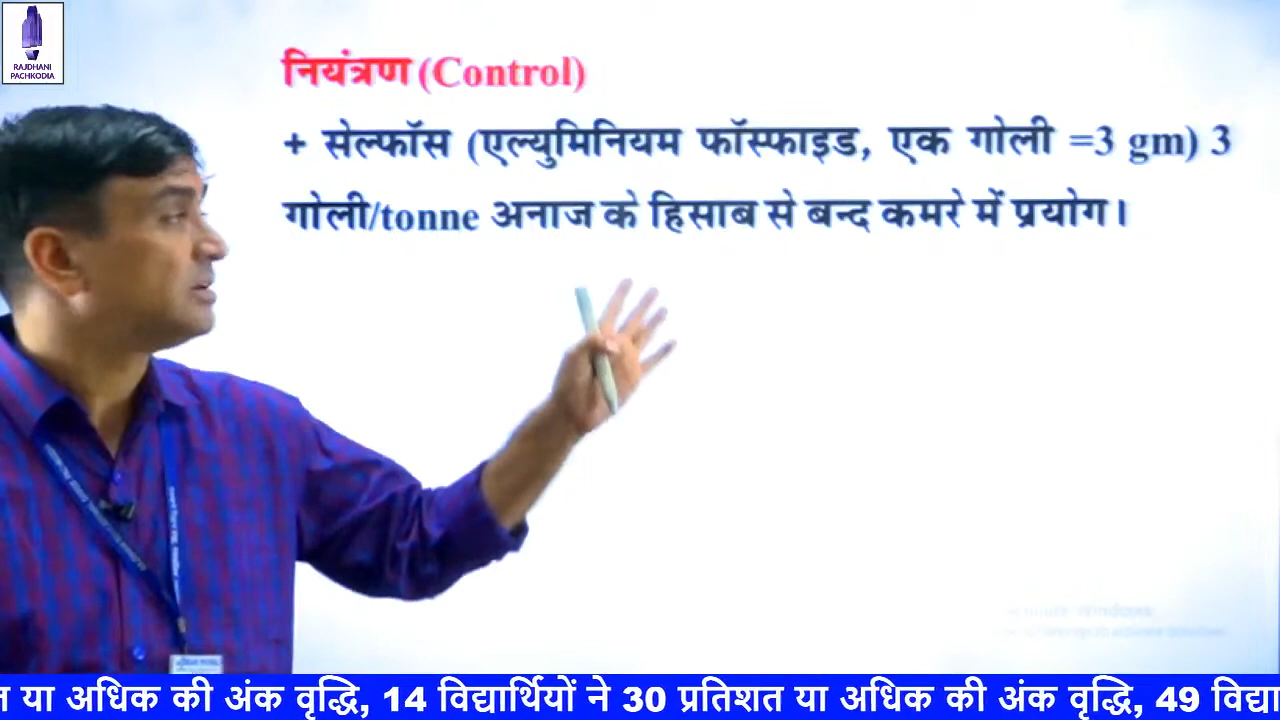 RAJDHANI
PACHKODIA
नियंत्रण (Control)
+ सेल्फॉस (एल्युमिनियम फॉस्फाइड, एक गोली =3 gm) 3
गोली/tonne अनाज के हिसाब से बन्द कमरे में प्रयोग।
या अधिक की अंक वृद्धि, 14 विद्यार्थियों ने 30 प्रतिशत या अधिक की अंक वृद्धि, 49